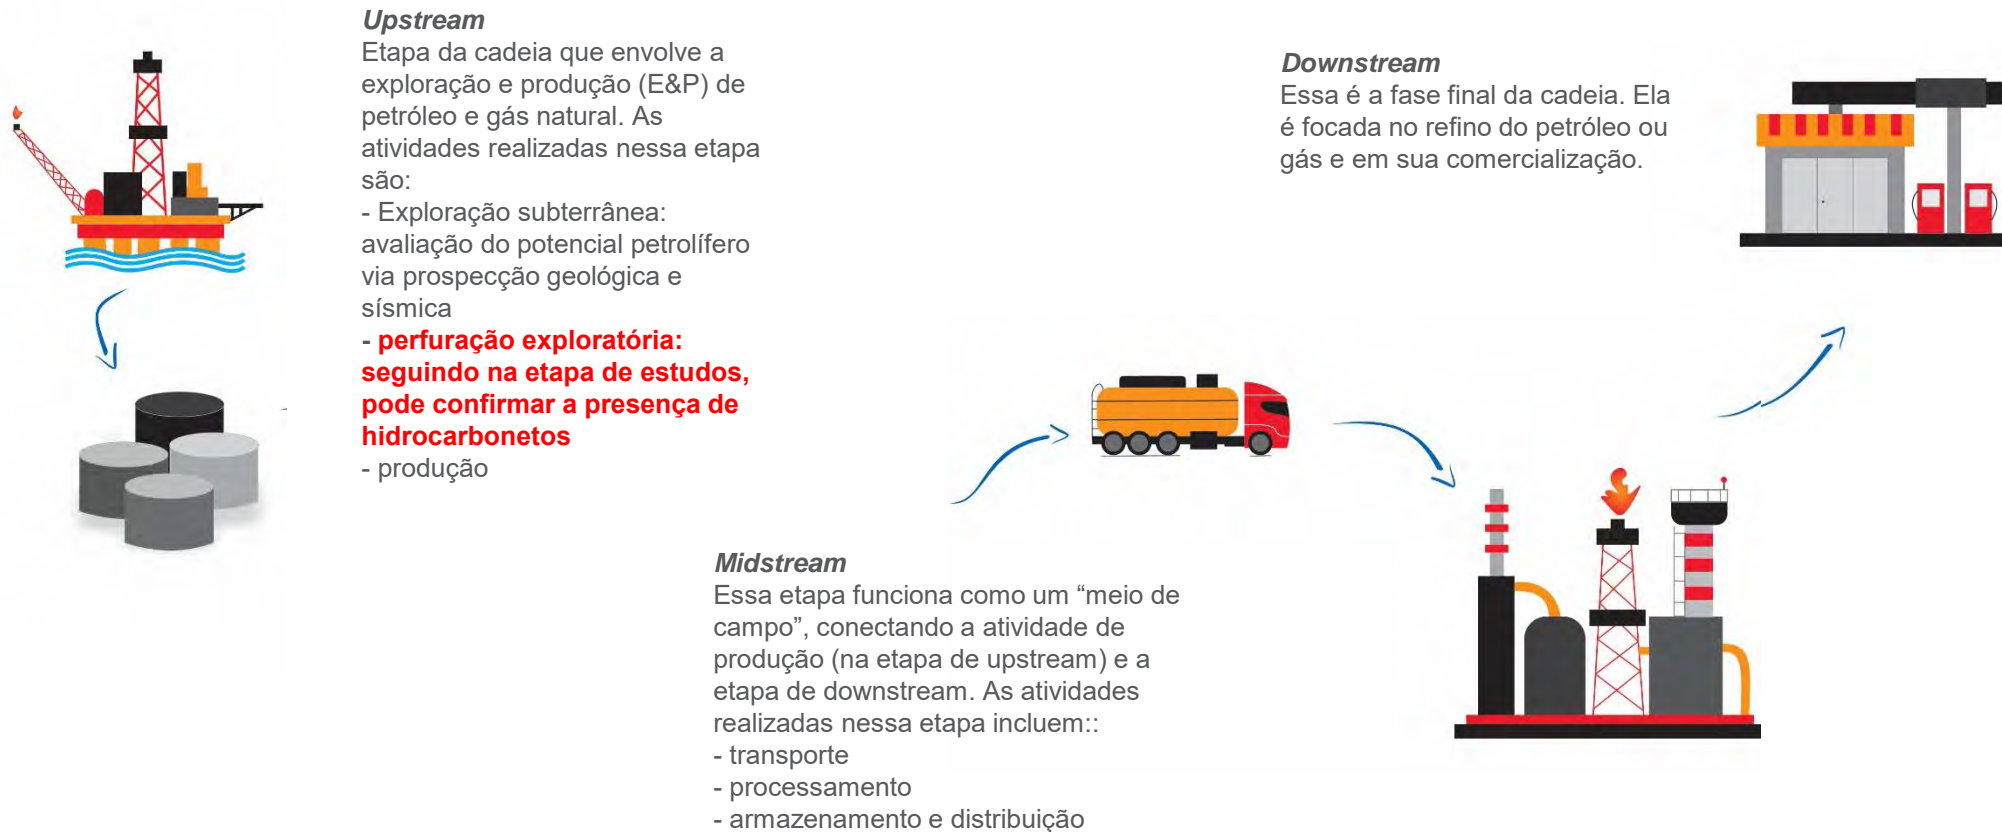 Upstream
Etapa da cadeia que envolve a
exploração e produção (E&P) de
petróleo e gás natural. As
atividades realizadas nessa etapa
são:
- Exploração subterrânea:
avaliação do potencial petrolífero
via prospecção geológica e
sísmica
- perfuração exploratória:
seguindo na etapa de estudos,
pode confirmar a presença de
hidrocarbonetos
- produção
Midstream
Essa etapa funciona como um “meio de
campo”, conectando a atividade de
produção (na etapa de upstream) e a
etapa de downstream. As atividades
realizadas nessa etapa incluem::
- transporte
- processamento
- armazenamento e distribuição
Downstream
Essa é a fase final da cadeia. Ela
é focada no refino do petróleo ou
gás e em sua comercialização.